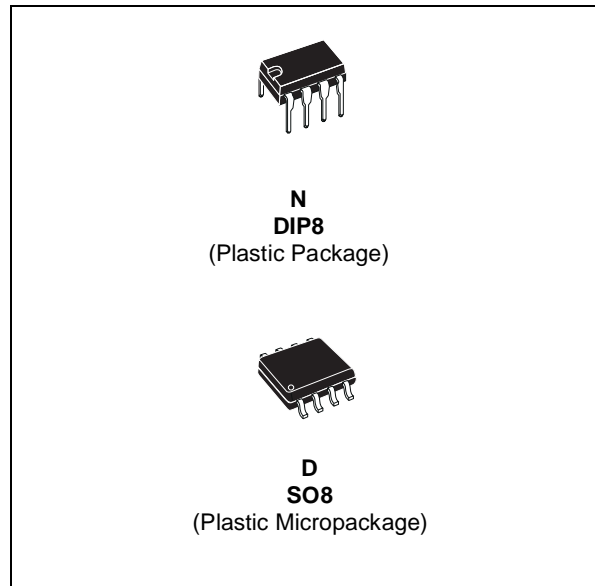 N
DIP8
(Plastic Package)
D
SO8
(Plastic Micropackage)